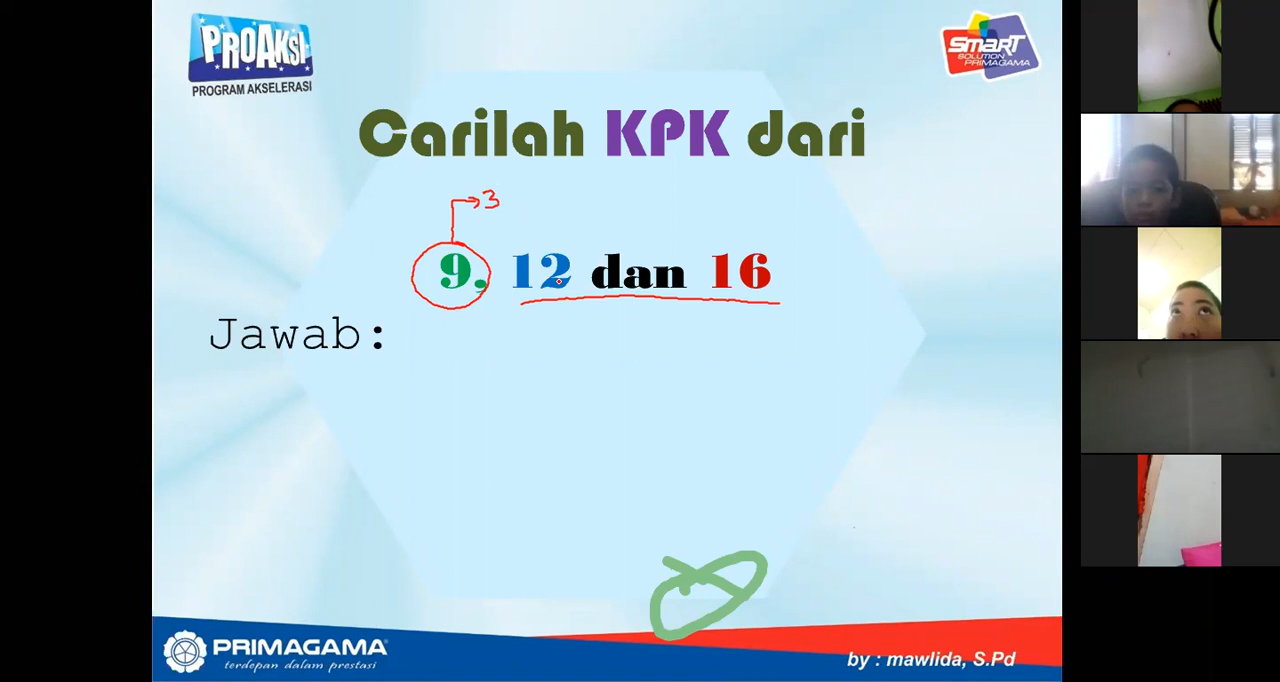 PROAKSI
PROGRAM AKSELERASI
SMART
SOLUTION
PRIMAGAMA
Carilah KPK dari
3
9, 12 dan 16
Jawab:
PRIMAGAMA
terdepan dalam prestasi
by : mawlida, S.Pd